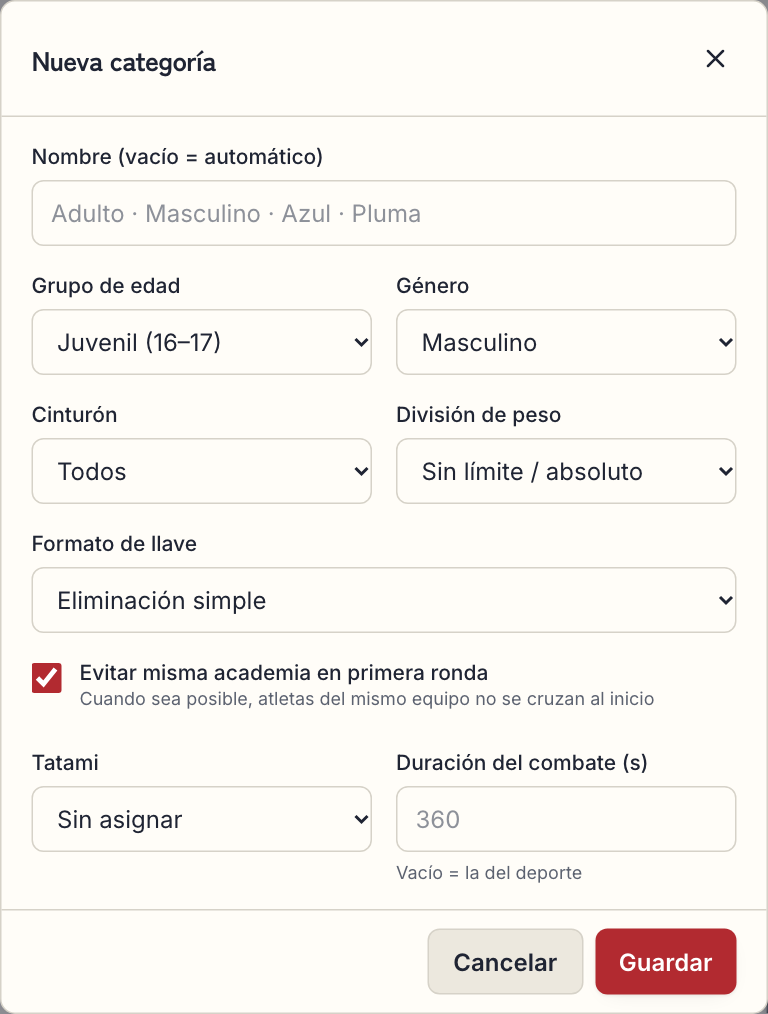 Nueva categoría
Nombre (vacío = automático)
Adulto · Masculino · Azul · Pluma
Grupo de edad
Género
Juvenil (16–17)
Masculino
Cinturón
División de peso
Todos
Sin límite / absoluto
Formato de llave
Eliminación simple
Evitar misma academia en primera ronda
Cuando sea posible, atletas del mismo equipo no se cruzan al inicio
Tatami
Duración del combate (s)
Sin asignar
360
Vacío = la del deporte
Cancelar
Guardar